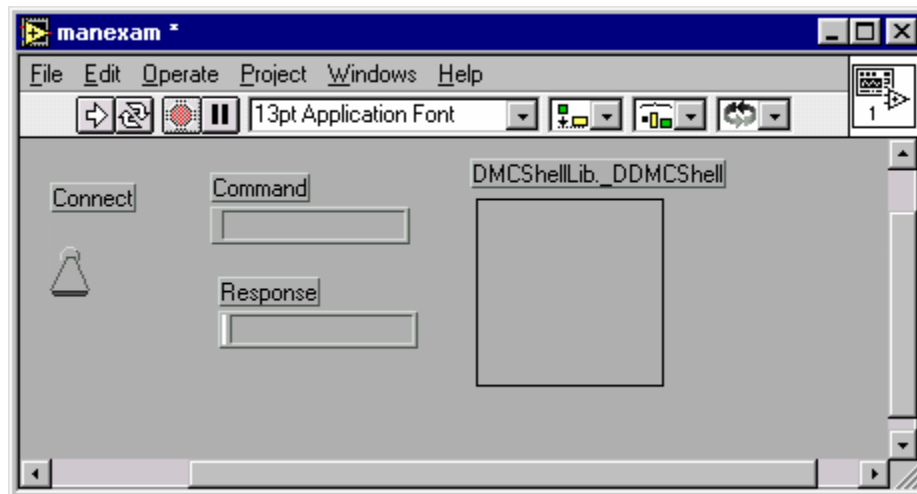 manexam *
File Edit Operate Project Windows Help
13pt Application Font
1
Connect
Command
DMCShellLib._DDMCShell
Response